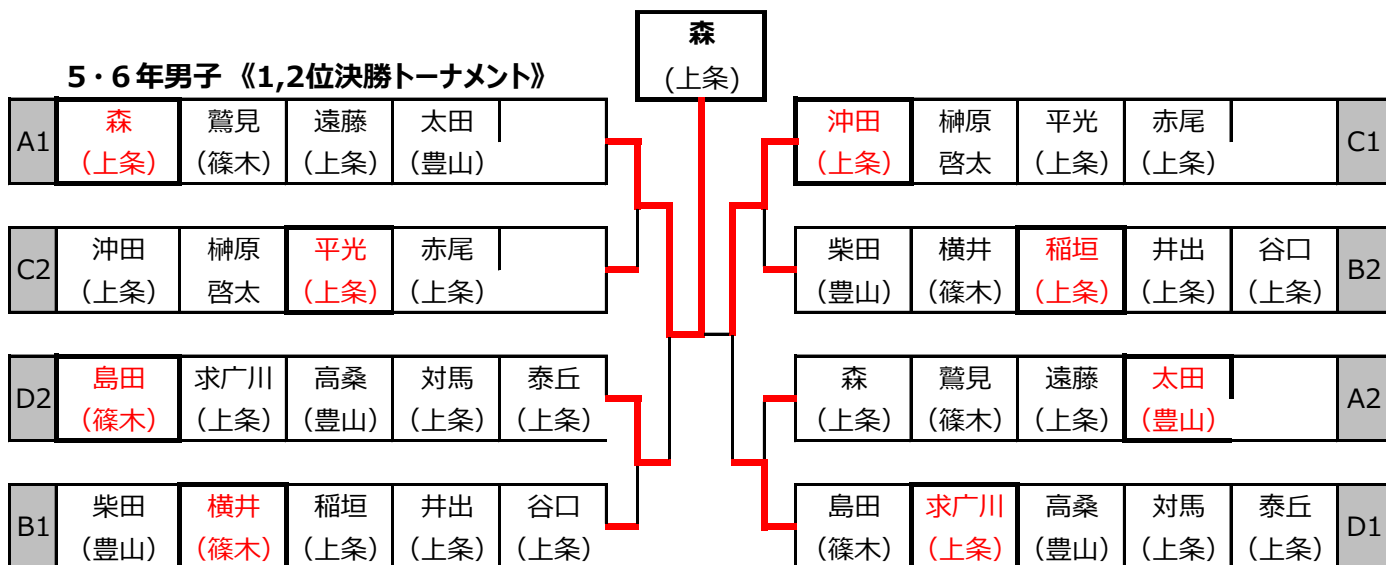 森
(上条)
5・6年男子 《1,2位決勝トーナメント》
A1 森 鷲見 遠藤 太田
(上条) (篠木) (上条) (豊山)
沖田 榊原 平光 赤尾 C1
(上条) 啓太 (上条) (上条)
C2 沖田 榊原 平光 赤尾
(上条) 啓太 (上条) (上条)
柴田 横井 稲垣 井出 谷口 B2
(豊山) (篠木) (上条) (上条) (上条)
D2 島田 求广川 高桑 対馬 泰丘
(篠木) (上条) (豊山) (上条) (上条)
森 鷲見 遠藤 太田 A2
(上条) (篠木) (上条) (豊山)
B1 柴田 横井 稲垣 井出 谷口
(豊山) (篠木) (上条) (上条) (上条)
島田 求广川 高桑 対馬 泰丘 D1
(篠木) (上条) (豊山) (上条) (上条)